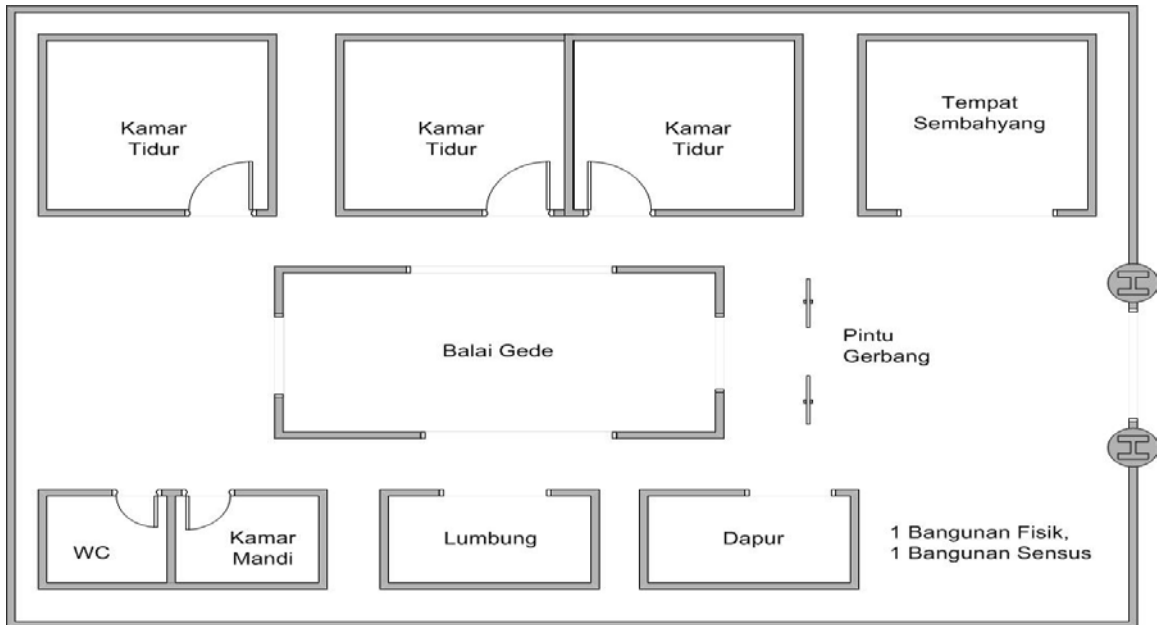 Kamar
Tidur
Kamar
Tidur
Kamar
Tidur
Tempat
Sembahyang
Balai Gede
Pintu
Gerbang
WC
Kamar
Mandi
Lumbung
Dapur
1 Bangunan Fisik,
1 Bangunan Sensus